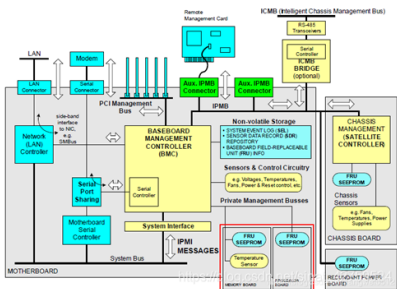 Remote
Management Card
ICMB (Intelligent Chassis Management Bus)
RS-485
Transceivers
Serial
Controller
ICMB
BRIDGE
(optional)
LAN
Modem
LAN
Connector
Serial
Connector
Aux. IPMB
Connector
Aux. IPMB
Connector
PCI Management
Bus
IPMB
side-band
interface
to NIC,
e.g.
SMBus
Network
(LAN)
Controller
BASEBOARD
MANAGEMENT
CONTROLLER
(BMC)
Serial
Controller
Non-volatile Storage
• SYSTEM EVENT LOG (SEL)
• SENSOR DATA RECORD (SDR)
REPOSITORY
• BASEBOARD FIELD-REPLACEABLE
UNIT (FRU) INFO
Sensors & Control Circuitry
e.g. Voltages, Temperatures,
Fans, Power & Reset control, etc.
Private Management Busses
CHASSIS
MANAGEMENT
(SATELLITE
CONTROLLER)
FRU
SEEPROM
Chassis
Sensors
e.g. Fans,
Temperatures,
Power Supplies
CHASSIS BOARD
Serial
Port
Sharing
Motherboard
Serial
Controller
System Interface
IPMI
MESSAGES
System Bus
MOTHERBOARD
FRU
SEEPROM
Temperature
Sensor
MEMORY BOARD
FRU
SEEPROM
FRU
SEEPROM
BOARD